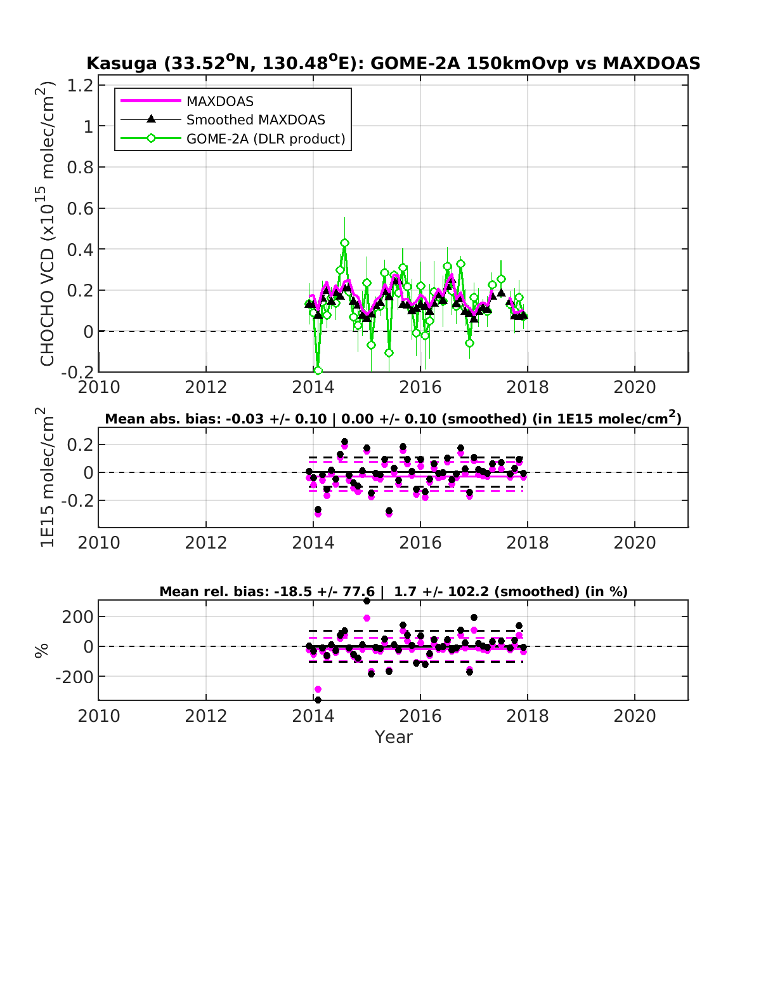 Kasuga (33.52°N, 130.48°E): GOME-2A 150kmOvp vs MAXDOAS
CHOCHO VCD (x10^15 molec/cm^2)
1.2
1
0.8
0.6
0.4
0.2
0
-0.2
MAXDOAS
Smoothed MAXDOAS
GOME-2A (DLR product)
2010 2012 2014 2016 2018 2020
Mean abs. bias: -0.03 +/- 0.10 | 0.00 +/- 0.10 (smoothed) (in 1E15 molec/cm^2)
1E15 molec/cm^2
0.2
0
-0.2
2010 2012 2014 2016 2018 2020
Mean rel. bias: -18.5 +/- 77.6 | 1.7 +/- 102.2 (smoothed) (in %)
%
200
0
-200
2010 2012 2014 2016 2018 2020
Year